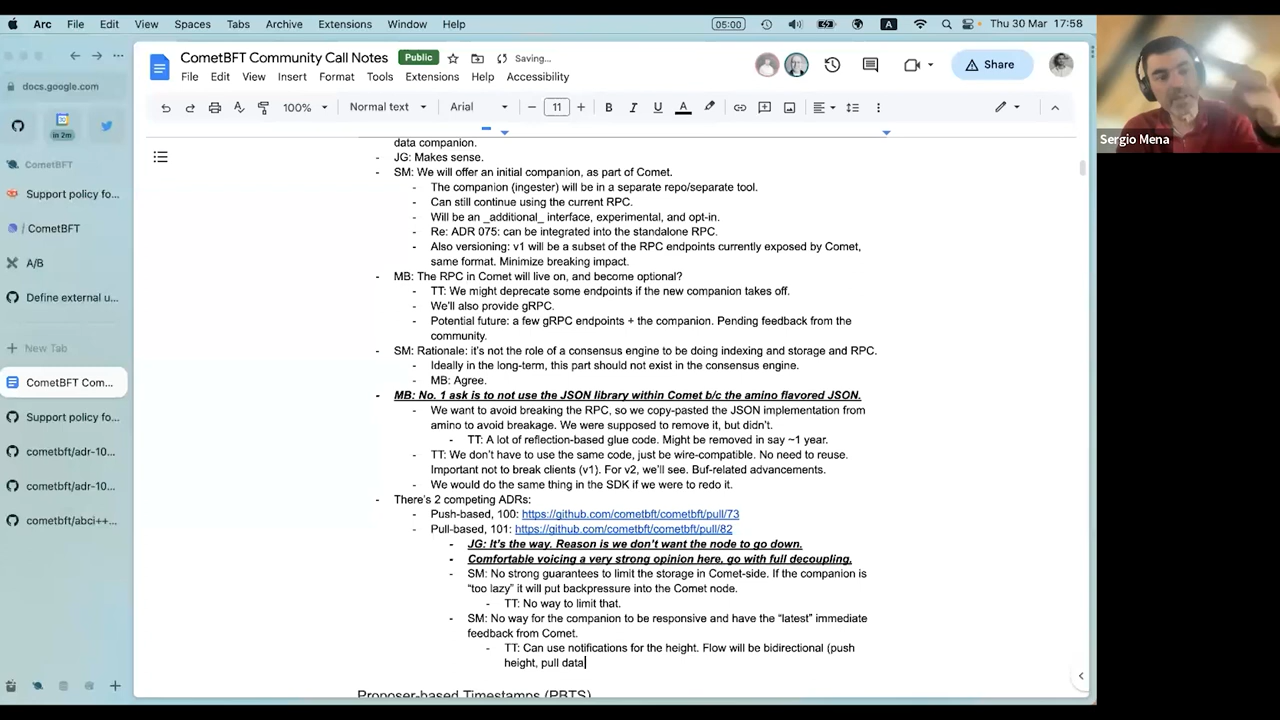 Arc File Edit View Spaces Tabs Archive Extensions Window Help 05:00 A Thu 30 Mar 17:58
docs.google.com
in 2m
CometBFT
Support policy fo...
/ CometBFT
A/B
Define external u...
New Tab
CometBFT Com...
Support policy fo...
cometbft/adr-10...
cometbft/adr-10...
cometbft/abci++...
CometBFT Community Call Notes Public Saving...
File Edit View Insert Format Tools Extensions Help Accessibility
Share
100% Normal text Arial 11 B I U A
data companion.
- JG: Makes sense.
- SM: We will offer an initial companion, as part of Comet.
- The companion (ingester) will be in a separate repo/separate tool.
- Can still continue using the current RPC.
- Will be an _additional_ interface, experimental, and opt-in.
- Re: ADR 075: can be integrated into the standalone RPC.
- Also versioning: v1 will be a subset of the RPC endpoints currently exposed by Comet,
same format. Minimize breaking impact.
- MB: The RPC in Comet will live on, and become optional?
- TT: We might deprecate some endpoints if the new companion takes off.
- We'll also provide gRPC.
- Potential future: a few gRPC endpoints + the companion. Pending feedback from the
community.
- SM: Rationale: it's not the role of a consensus engine to be doing indexing and storage and RPC.
- Ideally in the long-term, this part should not exist in the consensus engine.
- MB: Agree.
- MB: No. 1 ask is to not use the JSON library within Comet b/c the amino flavored JSON.
- We want to avoid breaking the RPC, so we copy-pasted the JSON implementation from
amino to avoid breakage. We were supposed to remove it, but didn't.
- TT: A lot of reflection-based glue code. Might be removed in say ~1 year.
- TT: We don't have to use the same code, just be wire-compatible. No need to reuse.
Important not to break clients (v1). For v2, we'll see. Buf-related advancements.
- We would do the same thing in the SDK if we were to redo it.
- There's 2 competing ADRs:
- Push-based, 100: https://github.com/cometbft/cometbft/pull/73
- Pull-based, 101: https://github.com/cometbft/cometbft/pull/82
- JG: It's the way. Reason is we don't want the node to go down.
- Comfortable voicing a very strong opinion here, go with full decoupling.
- SM: No strong guarantees to limit the storage in Comet-side. If the companion is
"too lazy" it will put backpressure into the Comet node.
- TT: No way to limit that.
- SM: No way for the companion to be responsive and have the "latest" immediate
feedback from Comet.
- TT: Can use notifications for the height. Flow will be bidirectional (push
height, pull data
Proposer-based Timestamps (PBTS)
Sergio Mena